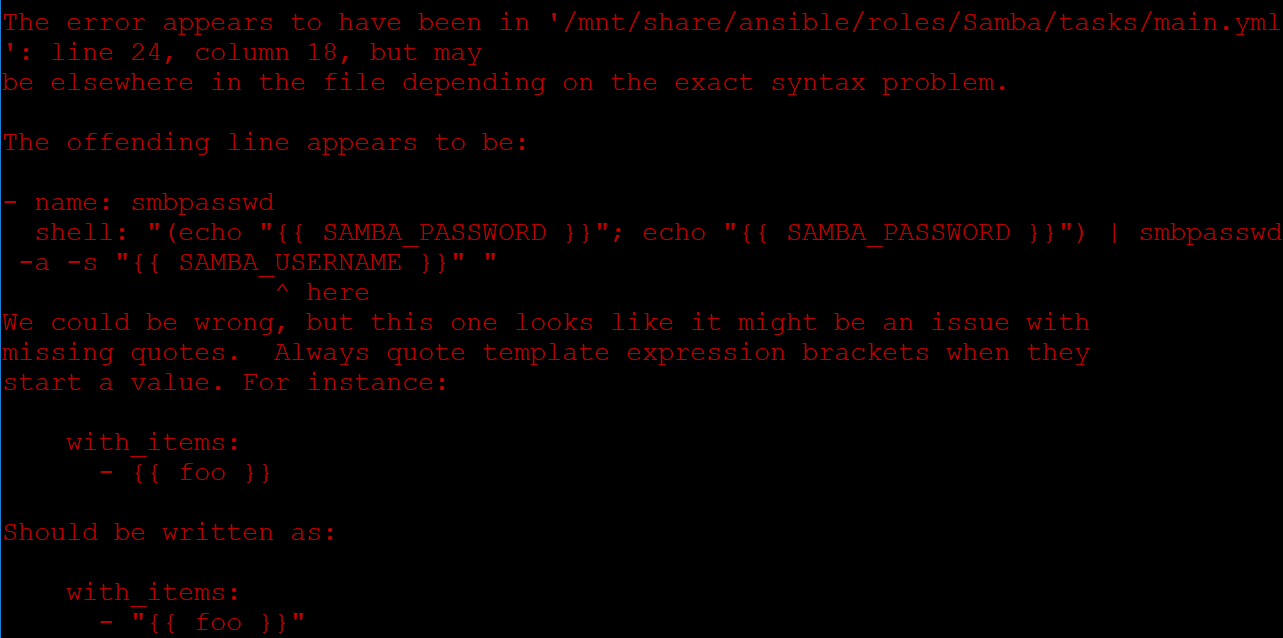 The error appears to have been in '/mnt/share/ansible/roles/Samba/tasks/main.yml
': line 24, column 18, but may
be elsewhere in the file depending on the exact syntax problem.

The offending line appears to be:

- name: smbpasswd
  shell: "(echo "{{ SAMBA_PASSWORD }}"; echo "{{ SAMBA_PASSWORD }}") | smbpasswd
 -a -s "{{ SAMBA_USERNAME }}" "
                 ^ here
We could be wrong, but this one looks like it might be an issue with
missing quotes.  Always quote template expression brackets when they
start a value. For instance:

    with_items:
      - {{ foo }}

Should be written as:

    with_items:
      - "{{ foo }}"